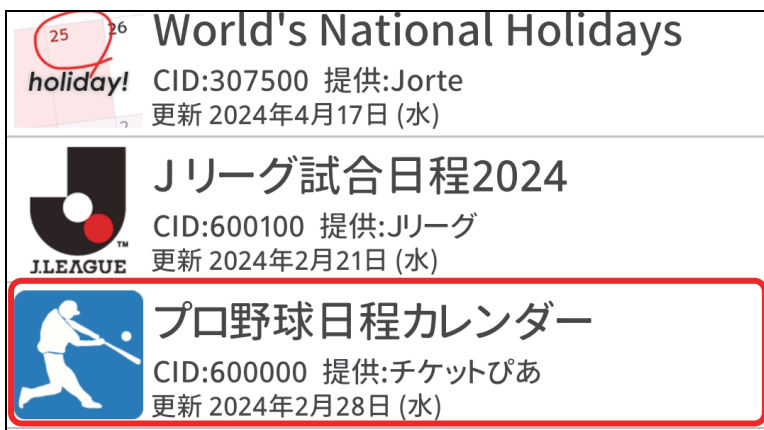 25
26
holiday!
2
World's National Holidays
CID:307500 提供:Jorte
更新 2024年4月17日 (水)
J.LEAGUE
TM
Jリーグ試合日程2024
CID:600100 提供:Jリーグ
更新 2024年2月21日 (水)
プロ野球日程カレンダー
CID:600000 提供:チケットぴあ
更新 2024年2月28日 (水)